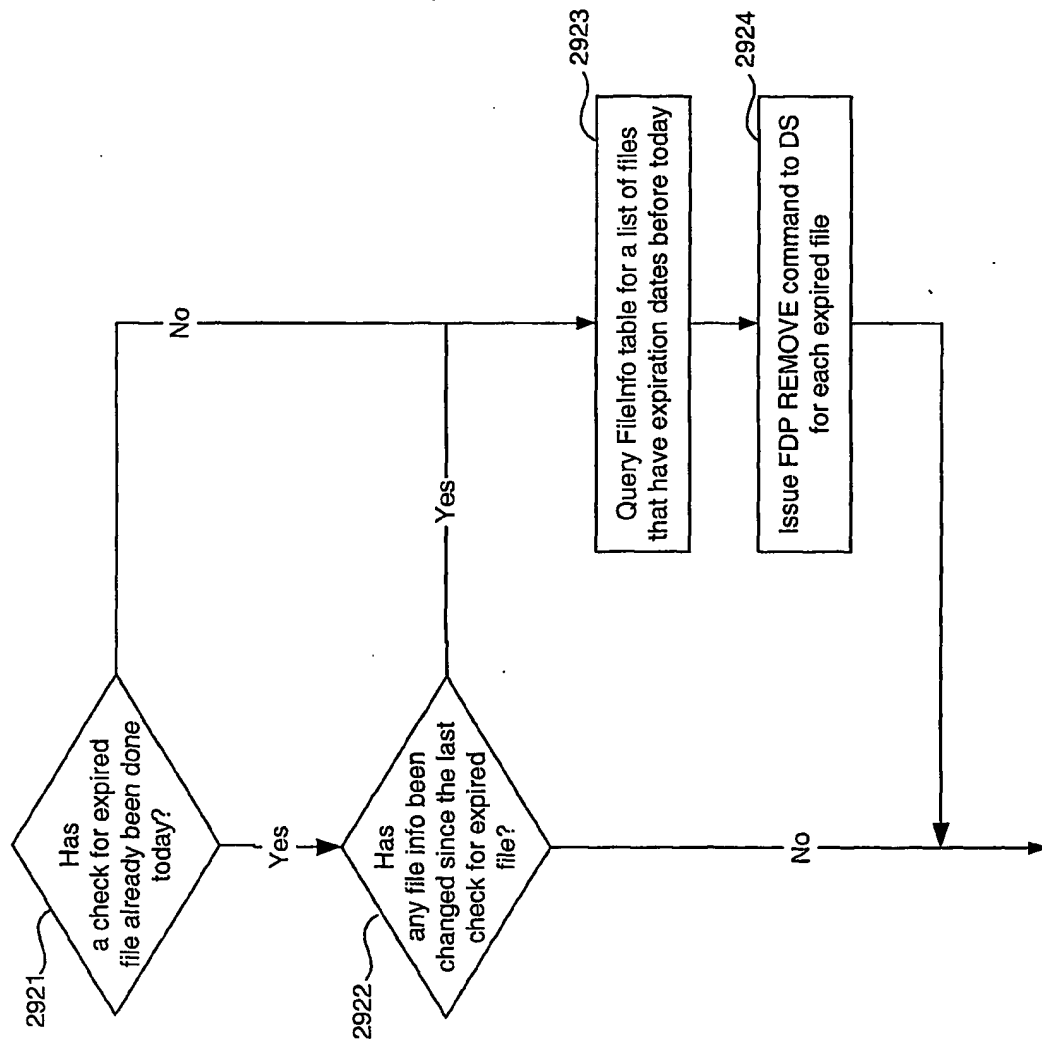 2921
Has
a check for expired
file already been done
today?
No
Yes
2922
Has
any file info been
changed since the last
check for expired
file?
Yes
No
2923
Query FileInfo table for a list of files
that have expiration dates before today
2924
Issue FDP REMOVE command to DS
for each expired file